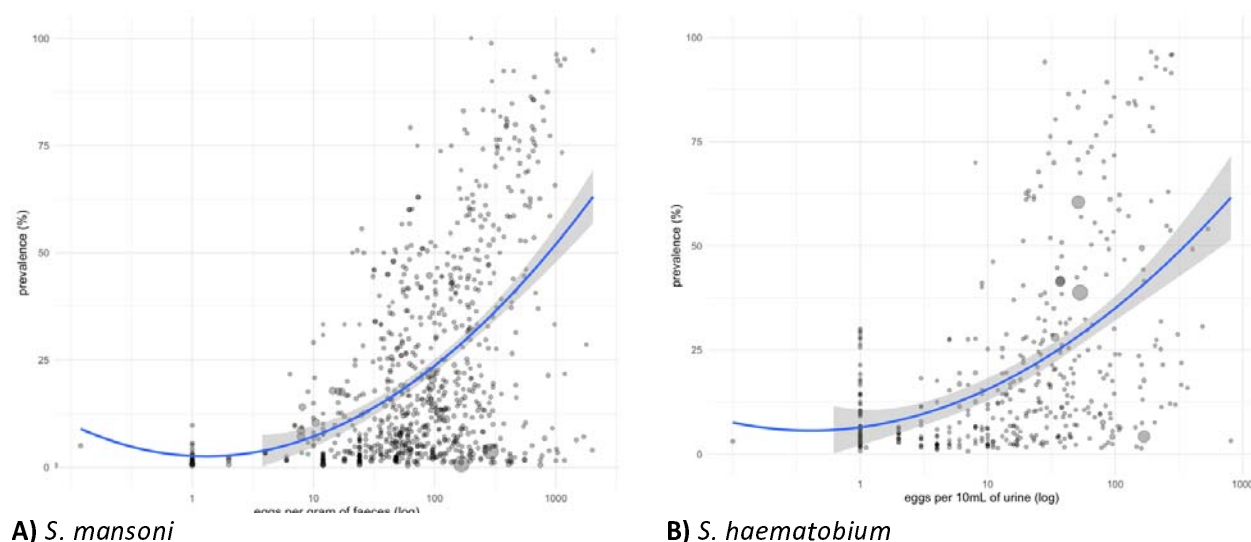 100
75
50
25
0
prevalence (%)
1 10 100 1000
eggs per gram of faeces (log)
A) S. mansoni
100
75
50
25
0
prevalence (%)
1 10 100 1000
eggs per 10mL of urine (log)
B) S. haematobium